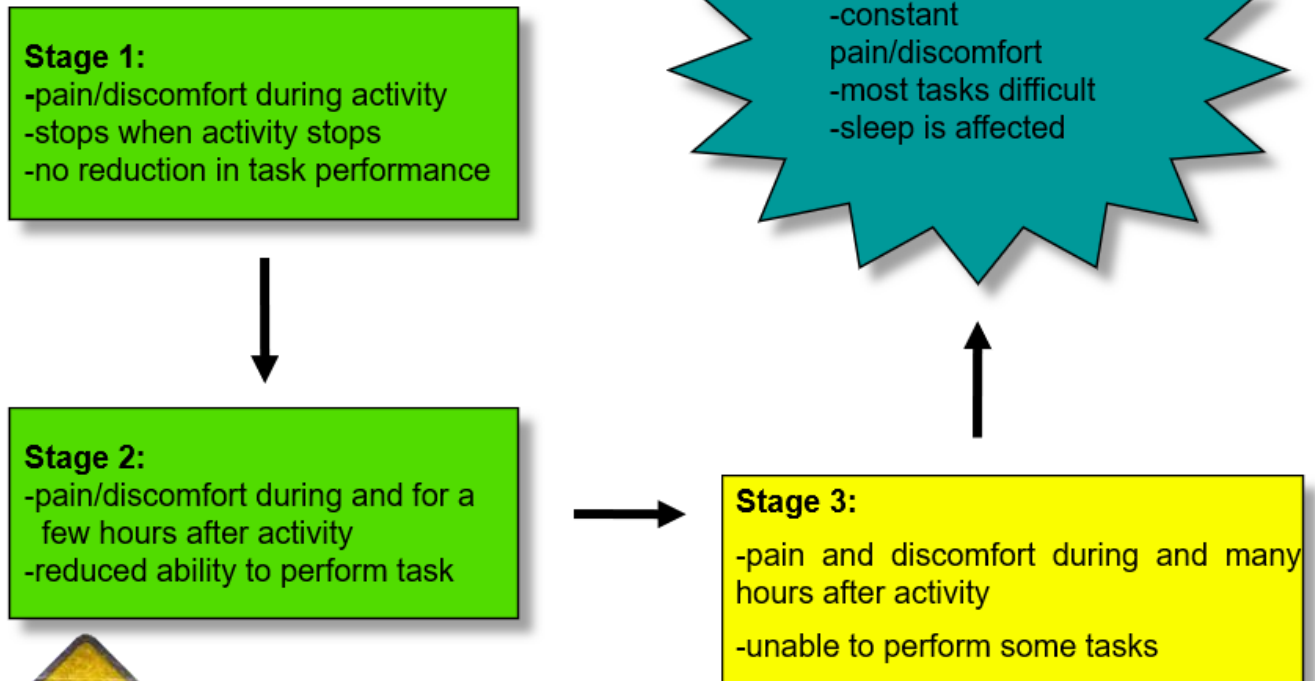 Stage 1:
-pain/discomfort during activity
-stops when activity stops
-no reduction in task performance
Stage 2:
-pain/discomfort during and for a
few hours after activity
-reduced ability to perform task
Stage 3:
-pain and discomfort during and many
hours after activity
-unable to perform some tasks
-constant
pain/discomfort
-most tasks difficult
-sleep is affected